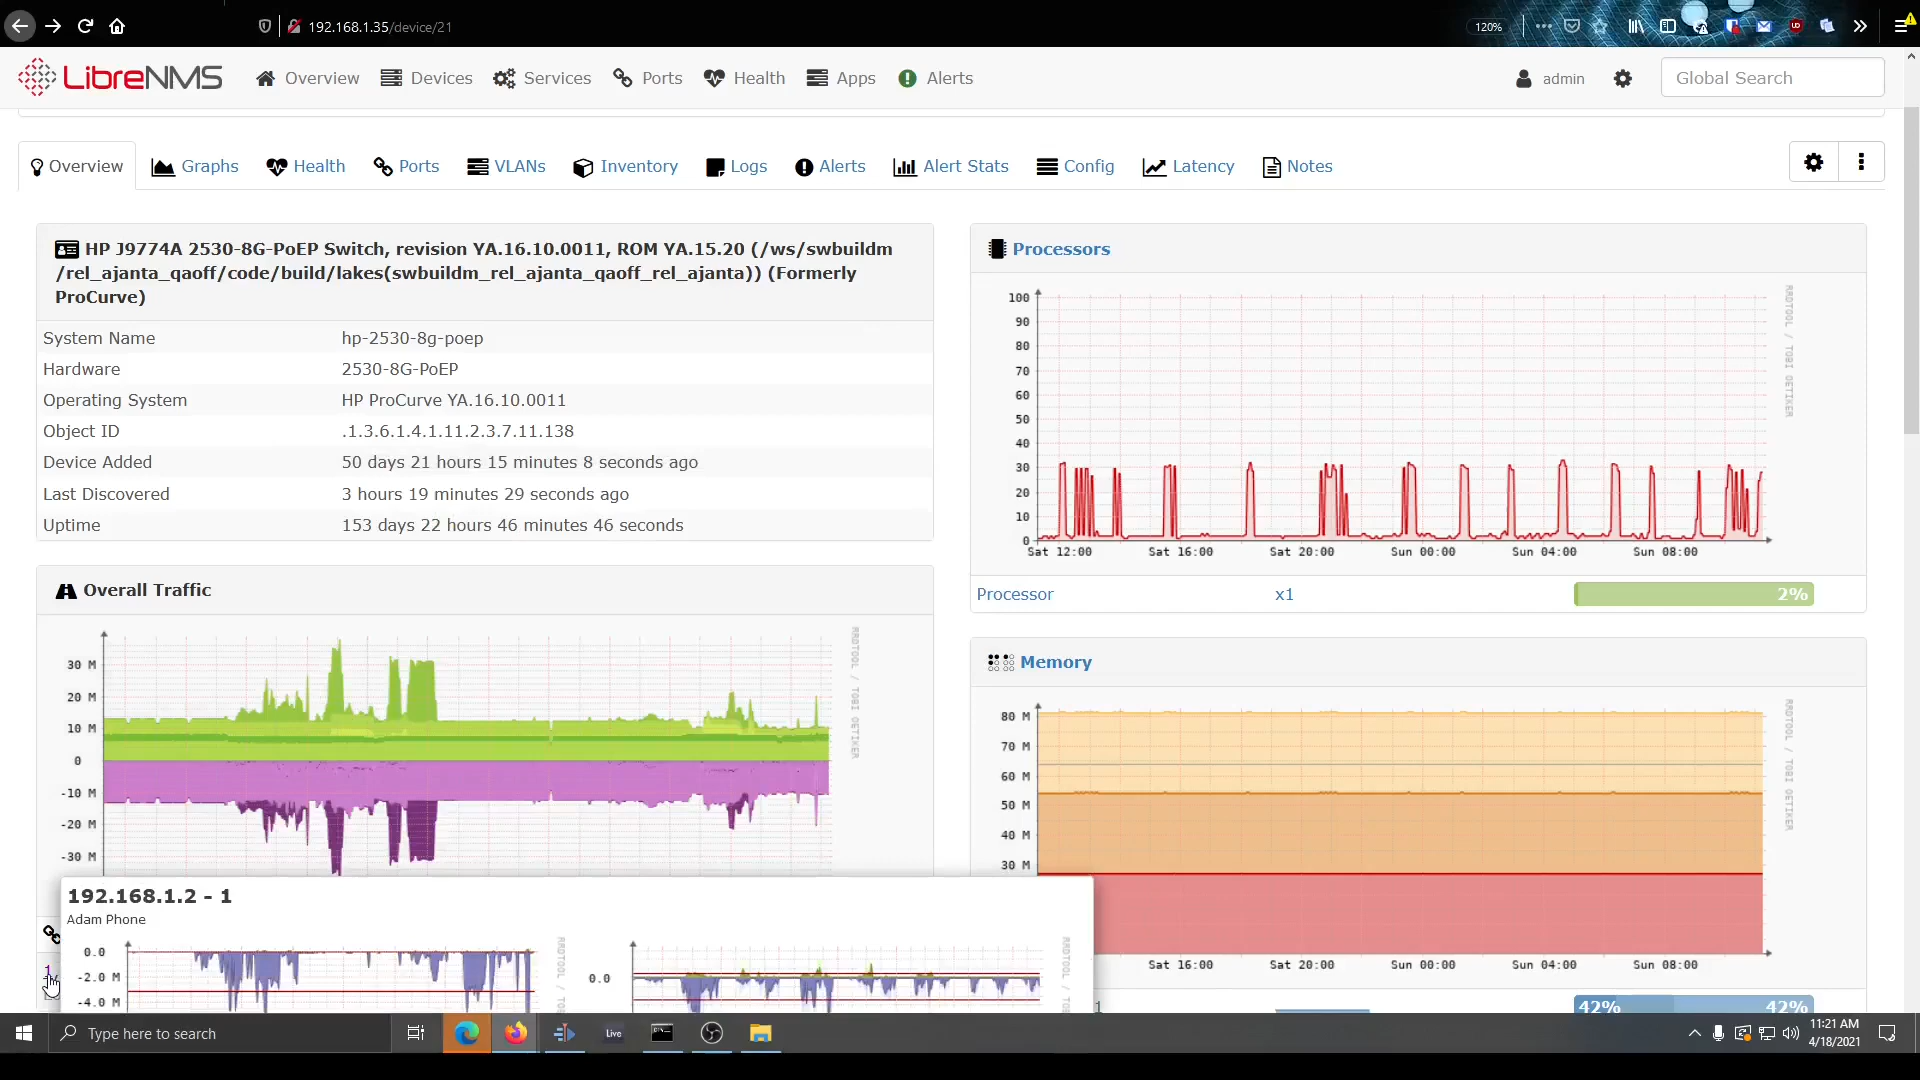 192.168.1.35/device/21
120%
LibreNMS
Overview
Devices
Services
Ports
Health
Apps
Alerts
admin
Global Search
Overview
Graphs
Health
Ports
VLANs
Inventory
Logs
Alerts
Alert Stats
Config
Latency
Notes
HP J9774A 2530-8G-PoEP Switch, revision YA.16.10.0011, ROM YA.15.20 (/ws/swbuildm
/rel_ajanta_qaoff/code/build/lakes(swbuildm_rel_ajanta_qaoff_rel_ajanta)) (Formerly
ProCurve)
System Name hp-2530-8g-poep
Hardware 2530-8G-PoEP
Operating System HP ProCurve YA.16.10.0011
Object ID .1.3.6.1.4.1.11.2.3.7.11.138
Device Added 50 days 21 hours 15 minutes 8 seconds ago
Last Discovered 3 hours 19 minutes 29 seconds ago
Uptime 153 days 22 hours 46 minutes 46 seconds
Overall Traffic
30 M
20 M
10 M
0
-10 M
-20 M
-30 M
RRDTOOL / TOBI OETIKER
192.168.1.2 - 1
Adam Phone
0.0
-2.0 M
-4.0 M
RRDTOOL / TO
0.0
RRDTOOL / TO
1
Processors
100
90
80
70
60
50
40
30
20
10
0
Sat 12:00 Sat 16:00 Sat 20:00 Sun 00:00 Sun 04:00 Sun 08:00
RRDTOOL / TOBI OETIKER
Processor x1 2%
Memory
80 M
70 M
60 M
50 M
40 M
30 M
Sat 16:00 Sat 20:00 Sun 00:00 Sun 04:00 Sun 08:00
RRDTOOL / TOBI OETIKER
1
42% 42%
Type here to search
Live
11:21 AM
4/18/2021